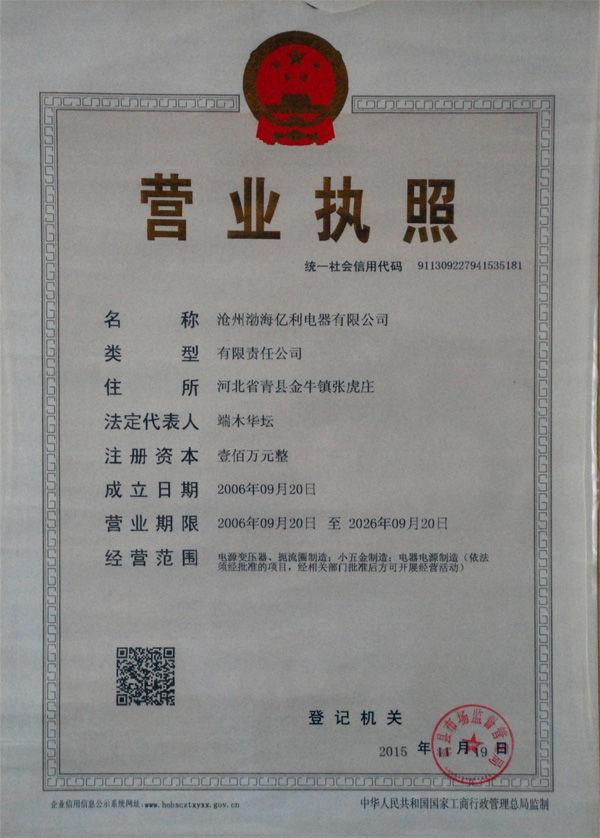 营业执照
统一社会信用代码 911309227941535181
名称 沧州渤海亿利电器有限公司
类型 有限责任公司
住所 河北省青县金牛镇张虎庄
法定代表人 端木华坛
注册资本 壹佰万元整
成立日期 2006年09月20日
营业期限 2006年09月20日 至 2026年09月20日
经营范围 电源变压器、扼流圈制造；小五金制造；电器电源制造（依法
须经批准的项目，经相关部门批准后方可开展经营活动）
登记机关
2015 年 11 月 19 日
青县市场监督管理局
企业信用信息公示系统网址:www.hebscztxyxx.gov.cn
中华人民共和国国家工商行政管理总局监制